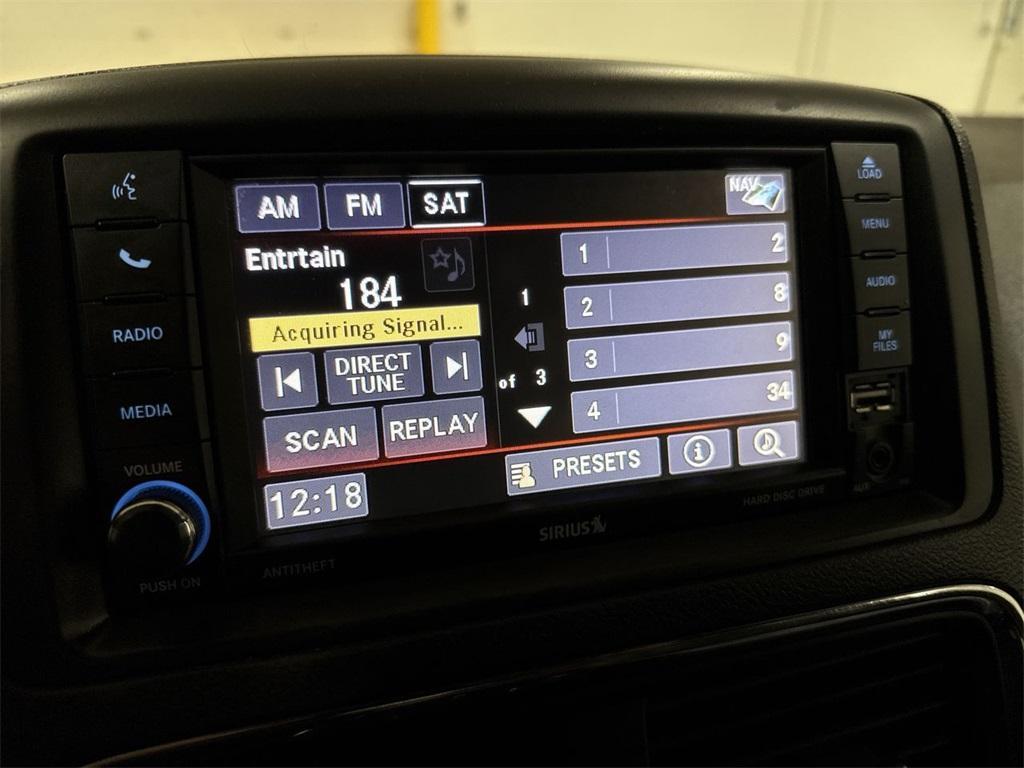 AM
FM
SAT
NAV
LOAD
MENU
AUDIO
MY
FILES
RADIO
MEDIA
VOLUME
PUSH ON
Entrtain
184
Acquiring Signal...
DIRECT
TUNE
SCAN
REPLAY
12:18
1
of 3
1 2
2 8
3 9
4 34
PRESETS
i
SIRIUS
HARD DISC DRIVE
ANTITHEFT
AUX